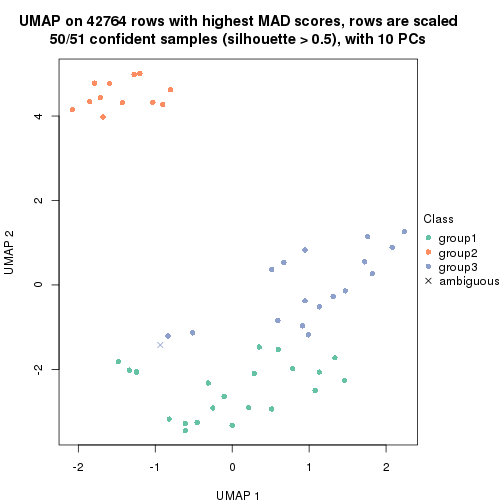 UMAP on 42764 rows with highest MAD scores, rows are scaled
50/51 confident samples (silhouette > 0.5), with 10 PCs
4
2
0
-2
UMAP 2
-2
-1
0
1
2
UMAP 1
Class
group1
group2
group3
ambiguous